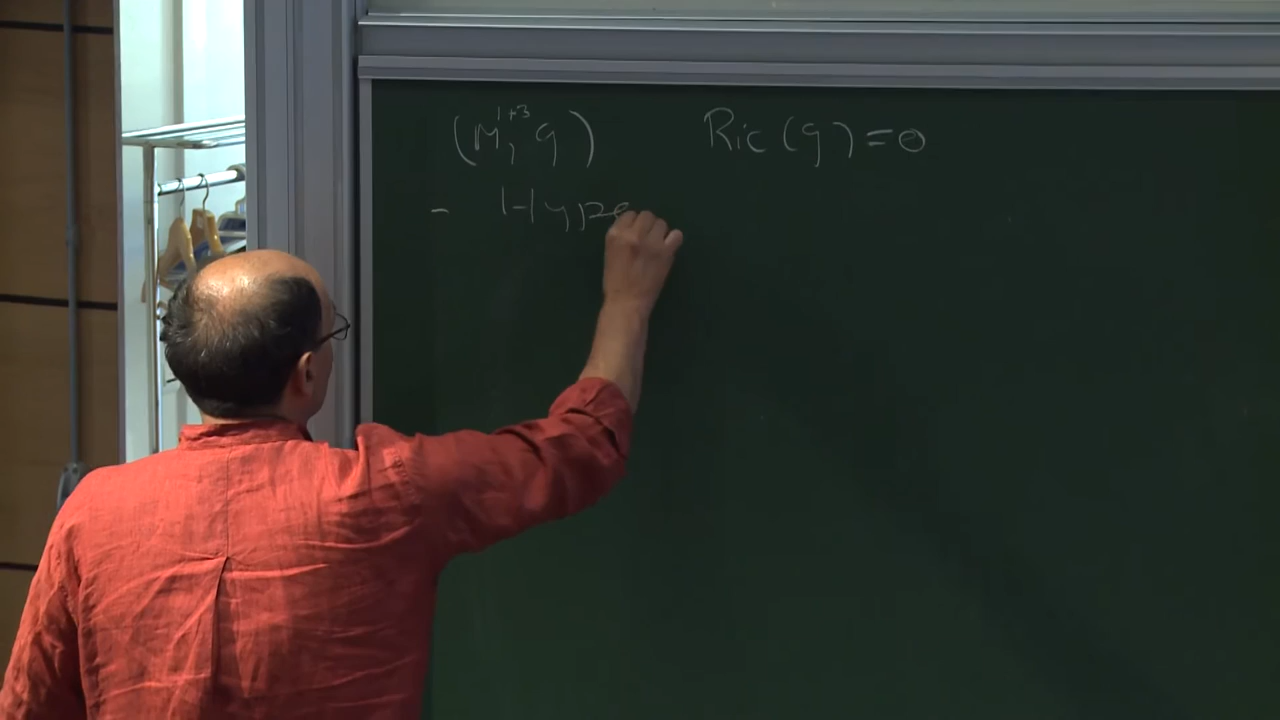 (M^{1+3}, g) Ric(g) = 0
- Hype